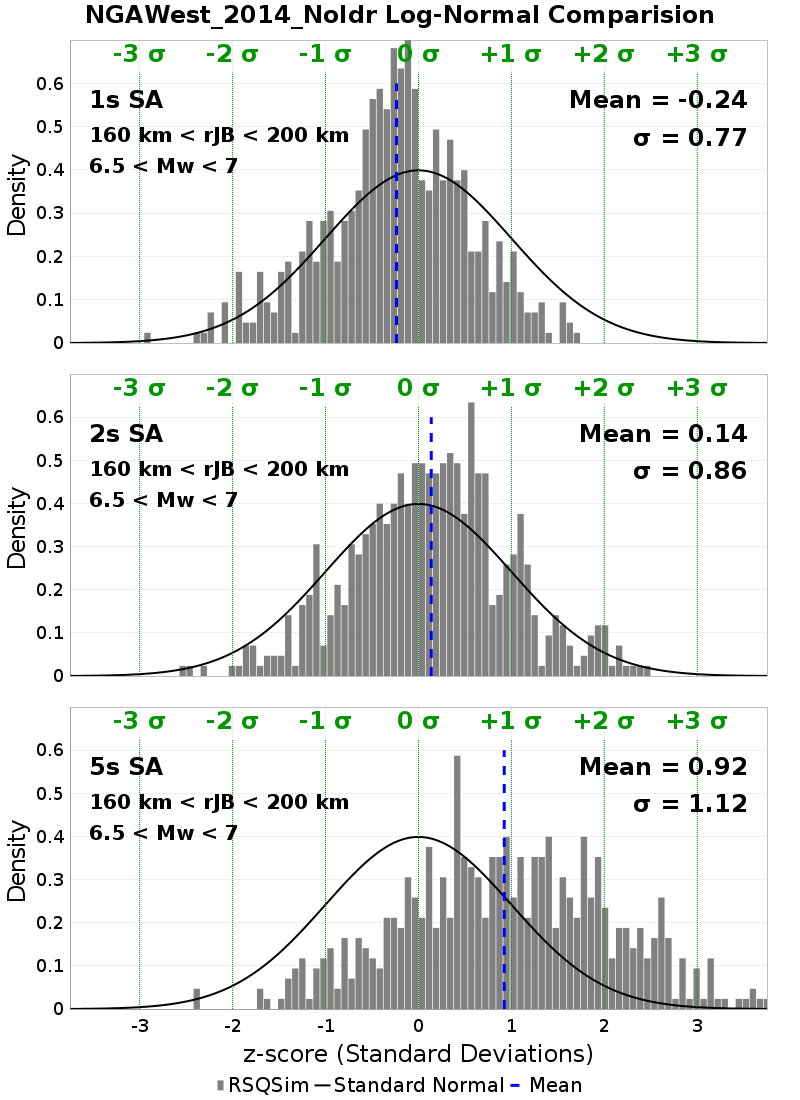 NGAWest_2014_NoIdr Log-Normal Comparision
-3 σ -2 σ -1 σ 0 σ +1 σ +2 σ +3 σ
1s SA
Mean = -0.24
160 km < rJB < 200 km
σ = 0.77
6.5 < Mw < 7
Density
0.6
0.5
0.4
0.3
0.2
0.1
0
-3 σ -2 σ -1 σ 0 σ +1 σ +2 σ +3 σ
2s SA
Mean = 0.14
160 km < rJB < 200 km
σ = 0.86
6.5 < Mw < 7
Density
0.6
0.5
0.4
0.3
0.2
0.1
0
-3 σ -2 σ -1 σ 0 σ +1 σ +2 σ +3 σ
5s SA
Mean = 0.92
160 km < rJB < 200 km
σ = 1.12
6.5 < Mw < 7
Density
0.6
0.5
0.4
0.3
0.2
0.1
0
-3 -2 -1 0 1 2 3
z-score (Standard Deviations)
RSQSim Standard Normal Mean